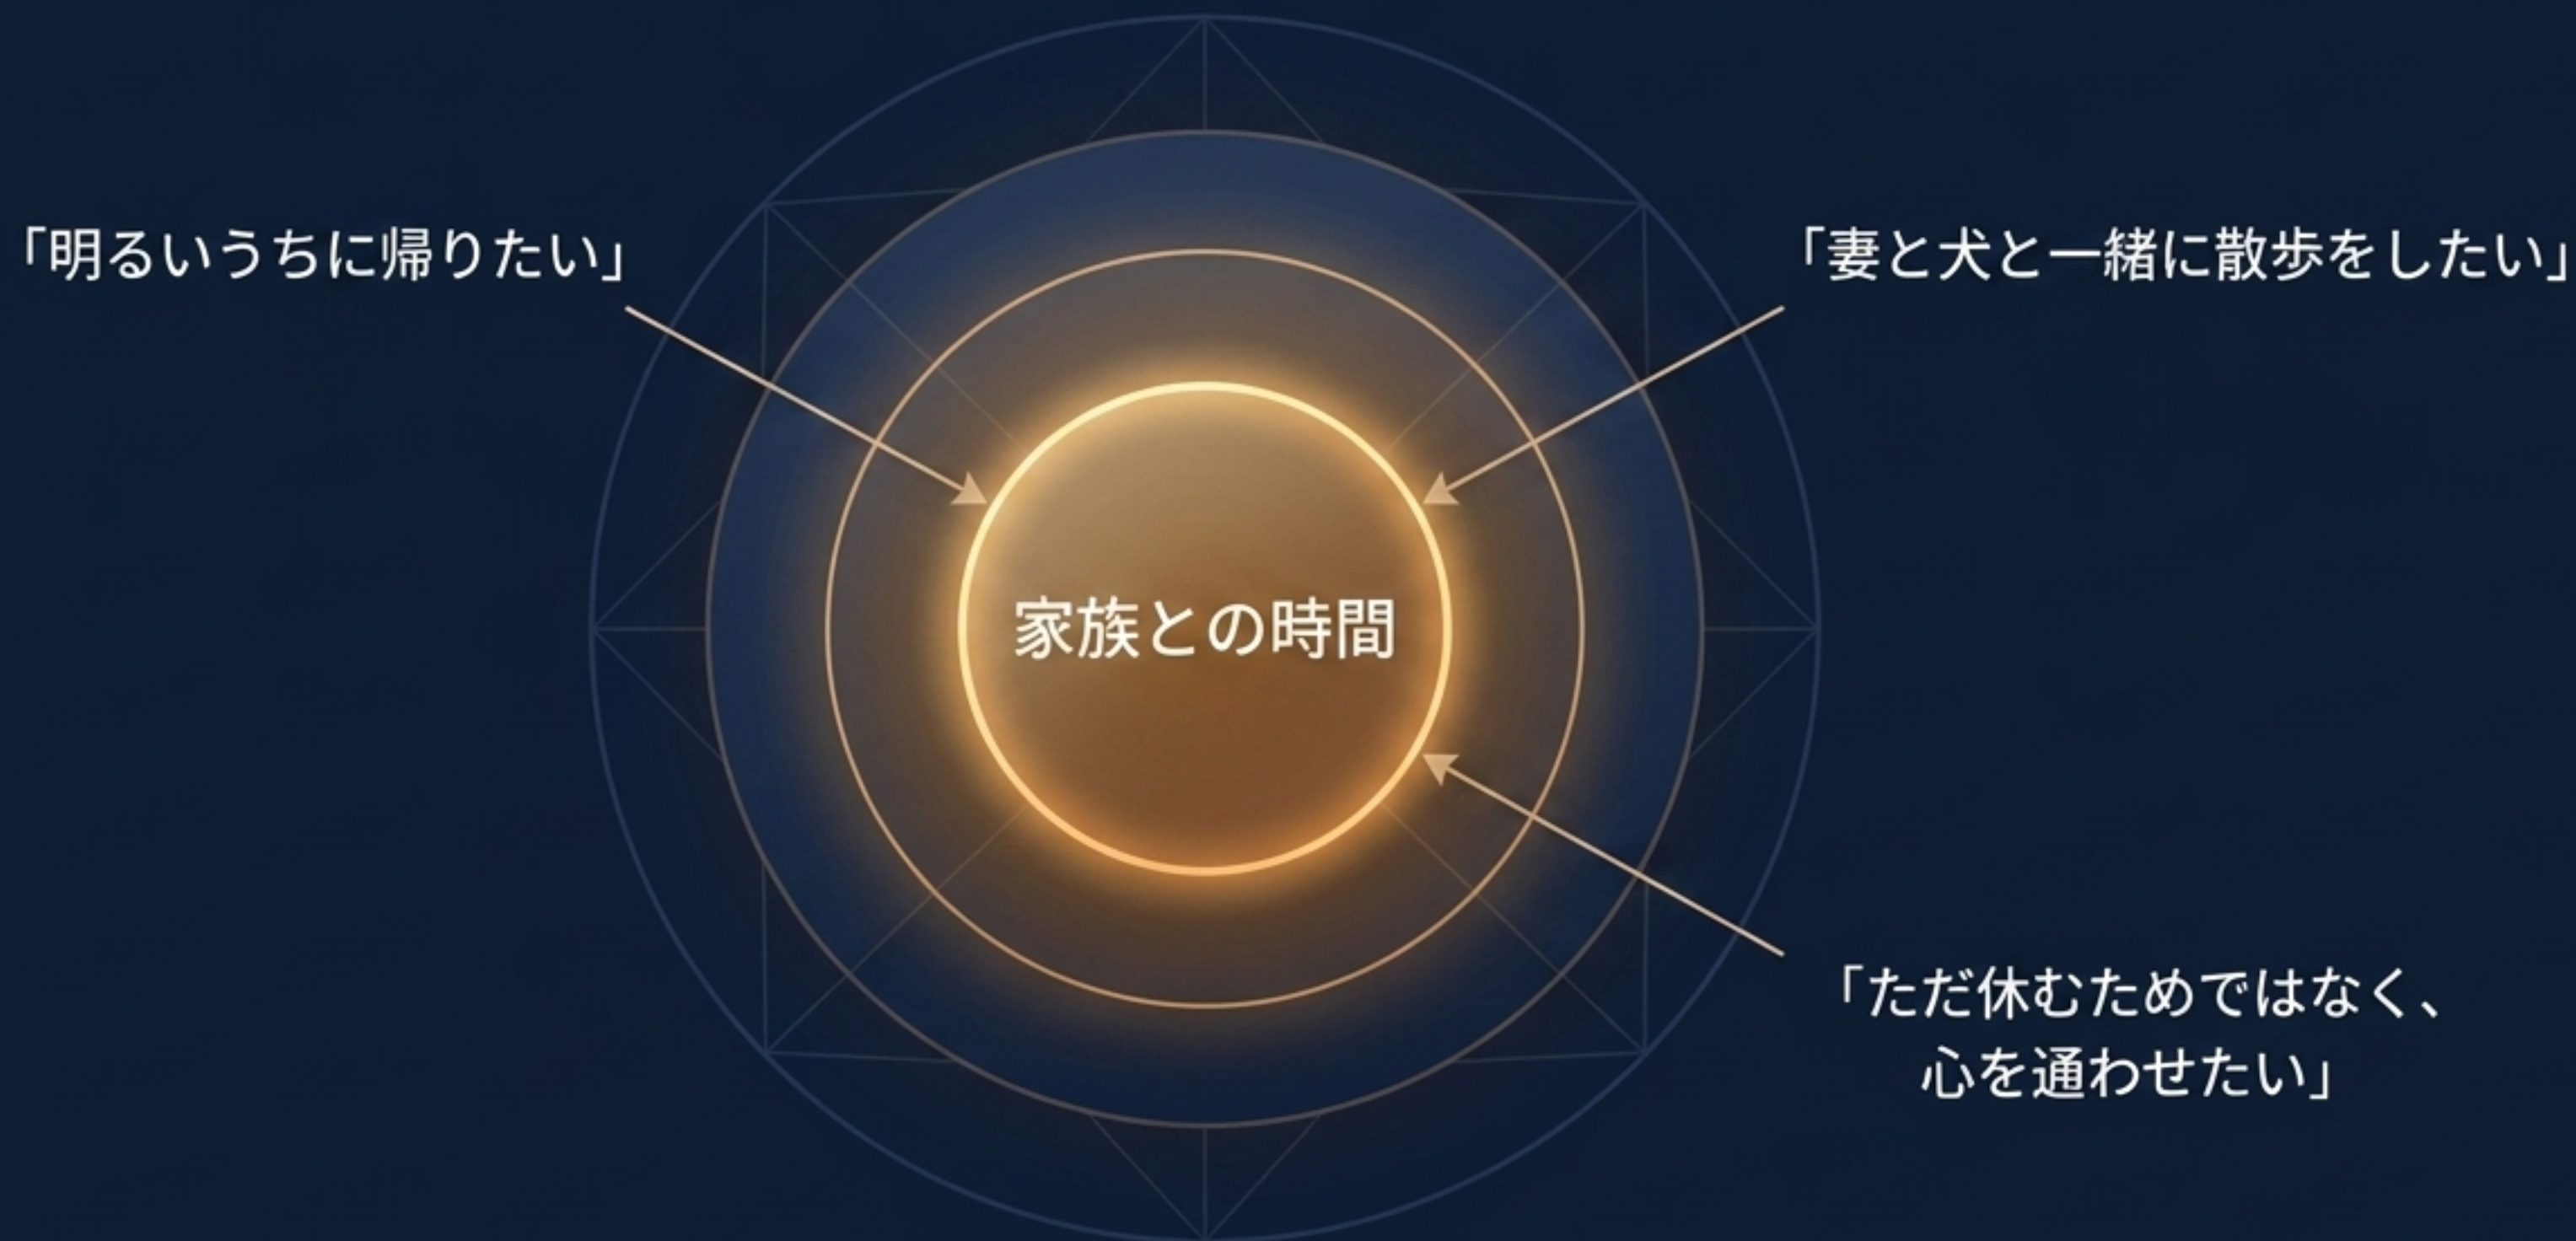 「明るいうちに帰りたい」
「妻と犬と一緒に散歩をしたい」
家族との時間
「ただ休むためではなく、
心を通わせたい」